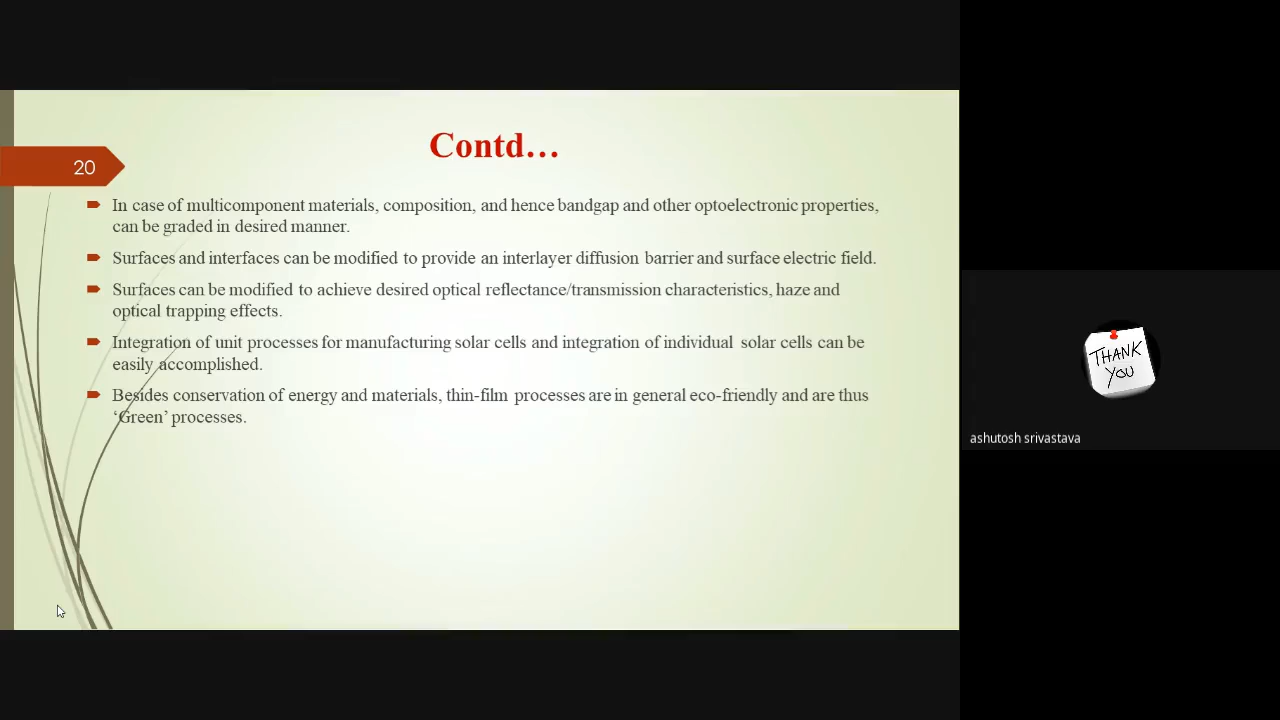 Contd…
20
In case of multicomponent materials, composition, and hence bandgap and other optoelectronic properties,
can be graded in desired manner.
Surfaces and interfaces can be modified to provide an interlayer diffusion barrier and surface electric field.
Surfaces can be modified to achieve desired optical reflectance/transmission characteristics, haze and
optical trapping effects.
Integration of unit processes for manufacturing solar cells and integration of individual solar cells can be
easily accomplished.
Besides conservation of energy and materials, thin-film processes are in general eco-friendly and are thus
‘Green’ processes.
THANK
YOU
ashutosh srivastava